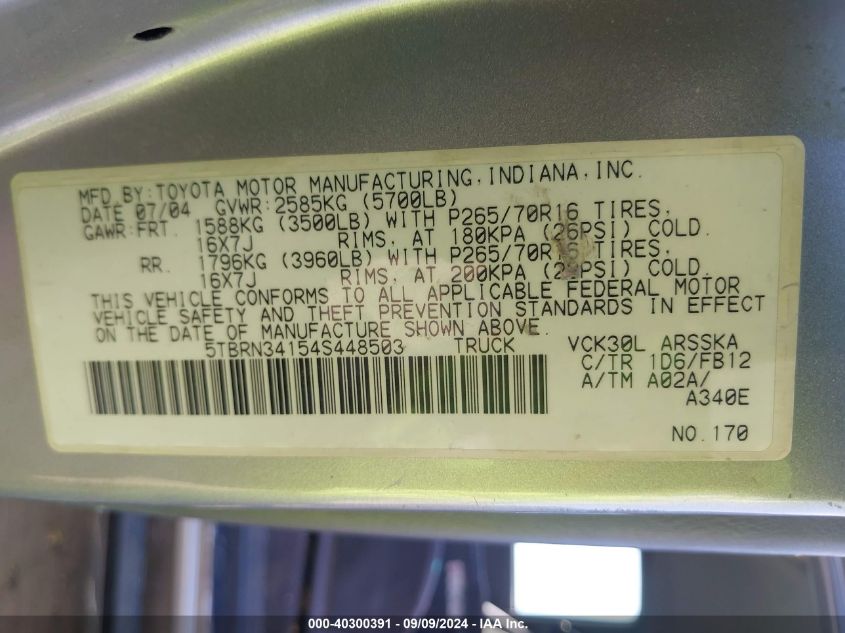 MFD BY: TOYOTA MOTOR MANUFACTURING, INDIANA, INC.
DATE 07/04 GVWR: 2585KG (5700LB)
GAWR: FRT. 1588KG (3500LB) WITH P265/70R16 TIRES,
16X7J RIMS, AT 180KPA (26PSI) COLD.
RR. 1796KG (3960LB) WITH P265/70R16 TIRES,
16X7J RIMS, AT 200KPA PSI) COLD.
THIS VEHICLE CONFORMS TO ALL APPLICABLE FEDERAL MOTOR
VEHICLE SAFETY AND THEFT PREVENTION STANDARDS IN EFFECT
ON THE DATE OF MANUFACTURE SHOWN ABOVE.
5TBRN34154S448503 TRUCK VCK30L ARSSKA
C/TR 1D6/FB12
A/TM A02A/
A340E
NO. 170
000-40300391 - 09/09/2024 - IAA Inc.